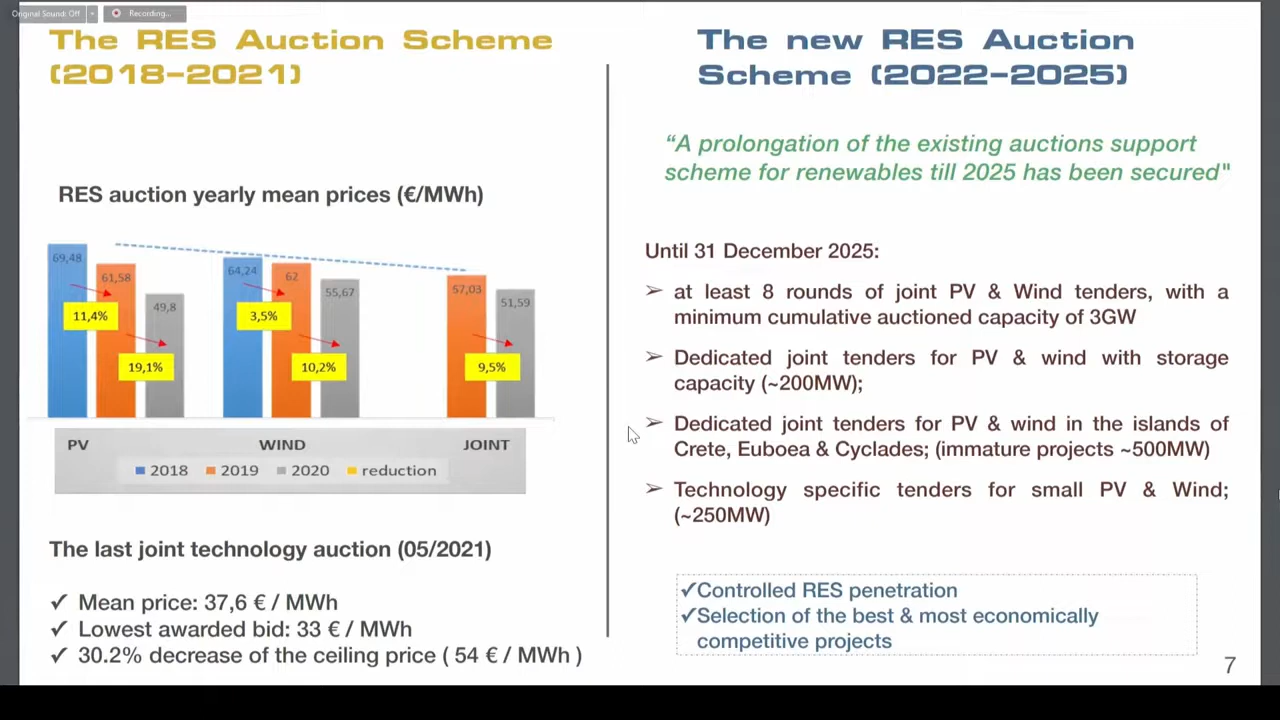 Original Sound: Off
Recording...
The RES Auction Scheme
(2018-2021)
RES auction yearly mean prices (€/MWh)
69,48
61,58
49,8
64,24
62
55,67
57,03
51,59
11,4%
3,5%
19,1%
10,2%
9,5%
PV
WIND
JOINT
2018
2019
2020
reduction
The last joint technology auction (05/2021)
✓ Mean price: 37,6 € / MWh
✓ Lowest awarded bid: 33 € / MWh
✓ 30.2% decrease of the ceiling price ( 54 € / MWh )
The new RES Auction
Scheme (2022-2025)
“A prolongation of the existing auctions support
scheme for renewables till 2025 has been secured"
Until 31 December 2025:
➢ at least 8 rounds of joint PV & Wind tenders, with a
minimum cumulative auctioned capacity of 3GW
➢ Dedicated joint tenders for PV & wind with storage
capacity (~200MW);
➢ Dedicated joint tenders for PV & wind in the islands of
Crete, Euboea & Cyclades; (immature projects ~500MW)
➢ Technology specific tenders for small PV & Wind;
(~250MW)
✓Controlled RES penetration
✓Selection of the best & most economically
competitive projects
7